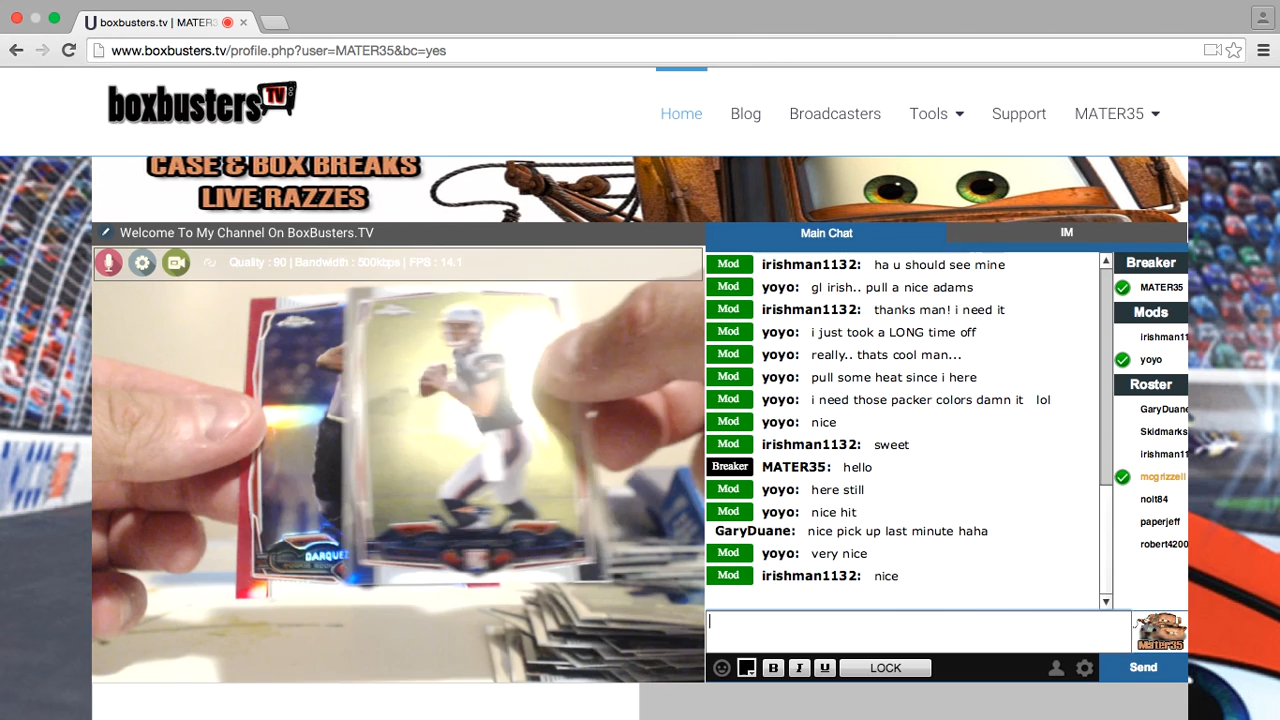 boxbusters.tv | MATER3
www.boxbusters.tv/profile.php?user=MATER35&bc=yes
boxbusters TV
Home Blog Broadcasters Tools Support MATER35
CASE & BOX BREAKS
LIVE RAZZES
Welcome To My Channel On BoxBusters.TV
Main Chat IM
Quality : 90 | Bandwidth : 500kbps | FPS : 14.1
Mod irishman1132: ha u should see mine
Mod yoyo: gl irish.. pull a nice adams
Mod irishman1132: thanks man! i need it
Mod yoyo: i just took a LONG time off
Mod yoyo: really.. thats cool man...
Mod yoyo: pull some heat since i here
Mod yoyo: i need those packer colors damn it lol
Mod yoyo: nice
Mod irishman1132: sweet
Breaker MATER35: hello
Mod yoyo: here still
Mod yoyo: nice hit
GaryDuane: nice pick up last minute haha
Mod yoyo: very nice
Mod irishman1132: nice
Breaker
MATER35
Mods
irishman11
yoyo
Roster
GaryDuane
Skidmarks
irishman11
mcgrizzell
nolt84
paperjeff
robert4200
Mater35
B I U LOCK Send